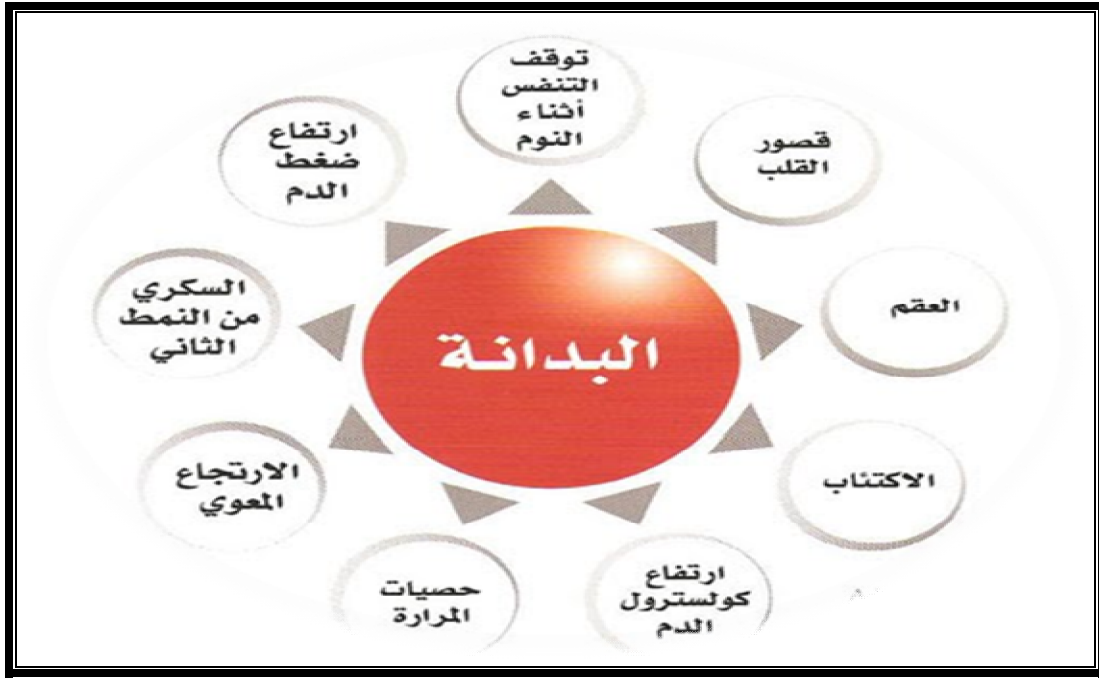 توقف
التنفس
أثناء
النوم
قصور
القلب
العقم
الاكتئاب
ارتفاع
كولسترول
الدم
حصيات
المرارة
الارتجاع
المعوي
السكري
من النمط
الثاني
ارتفاع
ضغط
الدم
البدانة